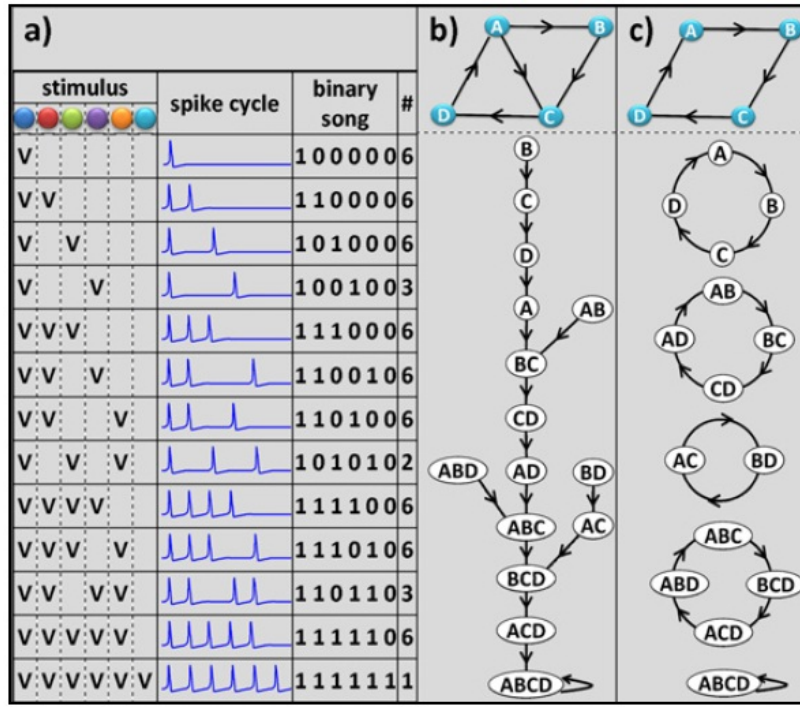 a)
stimulus spike cycle binary song #
V 1 0 0 0 0 0 6
V V 1 1 0 0 0 0 6
V V 1 0 1 0 0 0 6
V V 1 0 0 1 0 0 3
V V V 1 1 1 0 0 0 6
V V V 1 1 0 0 1 0 6
V V V 1 1 0 1 0 0 6
V V V 1 0 1 0 1 0 2
V V V V 1 1 1 1 0 0 6
V V V V 1 1 1 0 1 0 6
V V V V 1 1 0 1 1 0 3
V V V V V 1 1 1 1 1 0 6
V V V V V V 1 1 1 1 1 1 1
b)
A B
D C
B
C
D
A AB
BC
CD
ABD AD BD
ABC AC
BCD
ACD
ABCD
c)
A B
D C
A
D B
C
AB
AD BC
CD
AC BD
ABC
ABD BCD
ACD
ABCD